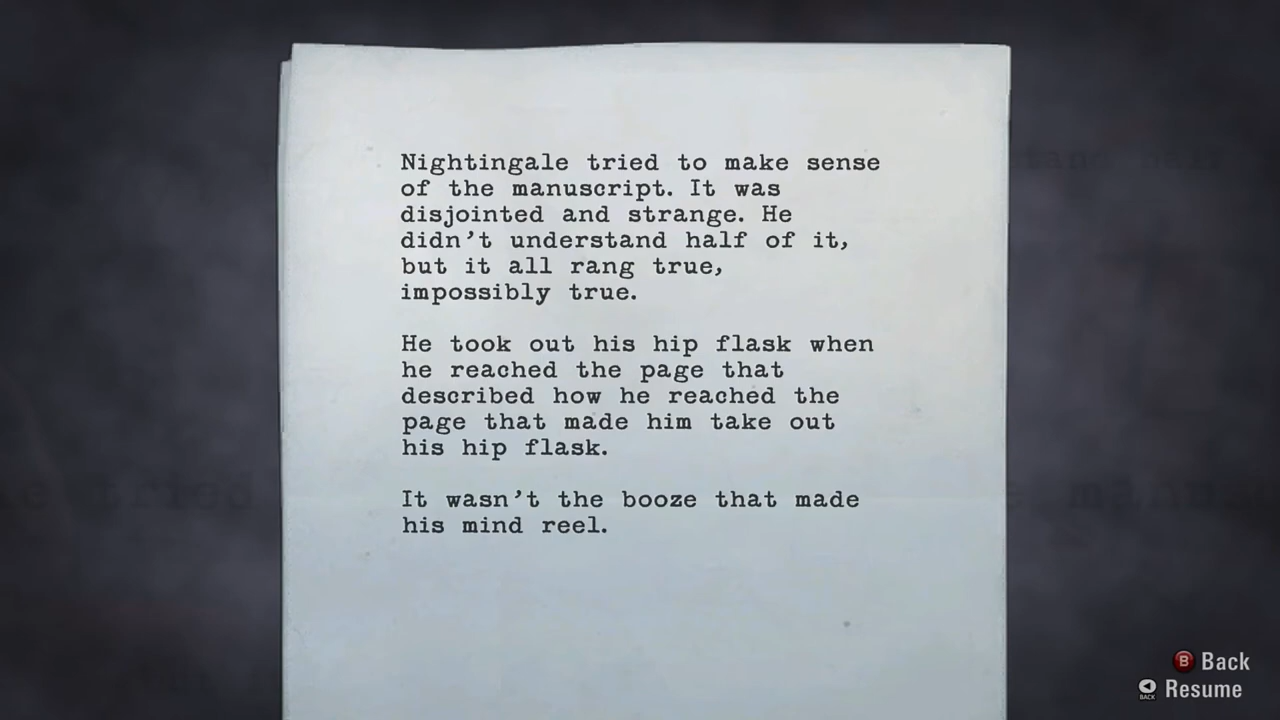 Nightingale tried to make sense
of the manuscript. It was
disjointed and strange. He
didn't understand half of it,
but it all rang true,
impossibly true.
He took out his hip flask when
he reached the page that
described how he reached the
page that made him take out
his hip flask.
It wasn't the booze that made
his mind reel.
B Back
BACK Resume